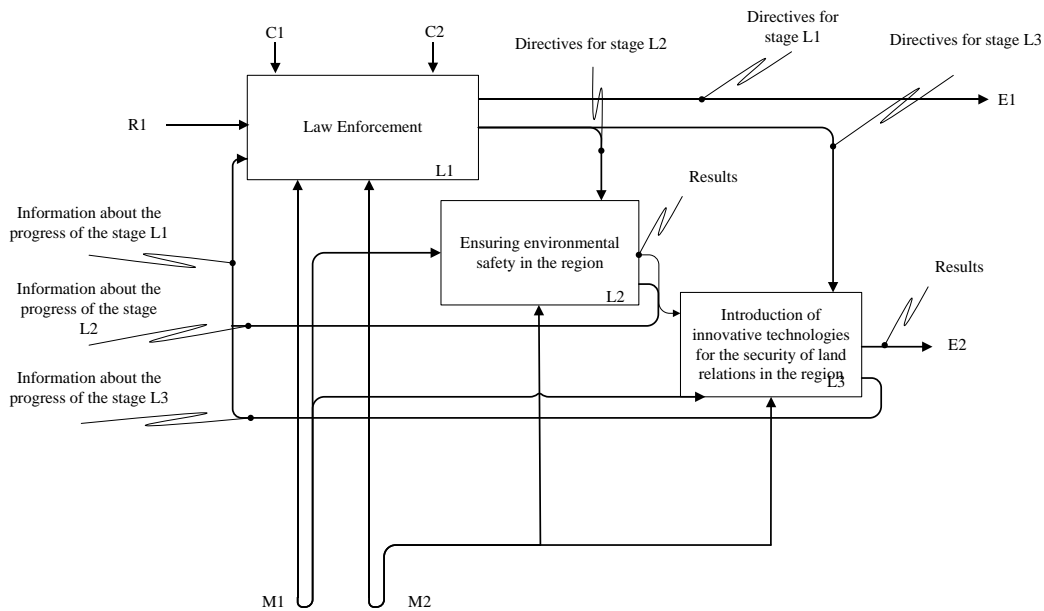 C1
C2
Directives for stage L2
Directives for
stage L1
Directives for stage L3
E1
R1
Law Enforcement
L1
Results
Information about the
progress of the stage L1
Ensuring environmental
safety in the region
L2
Results
Information about the
progress of the stage
L2
Introduction of
innovative technologies
for the security of land
relations in the region
L3
E2
Information about the
progress of the stage L3
M1
M2